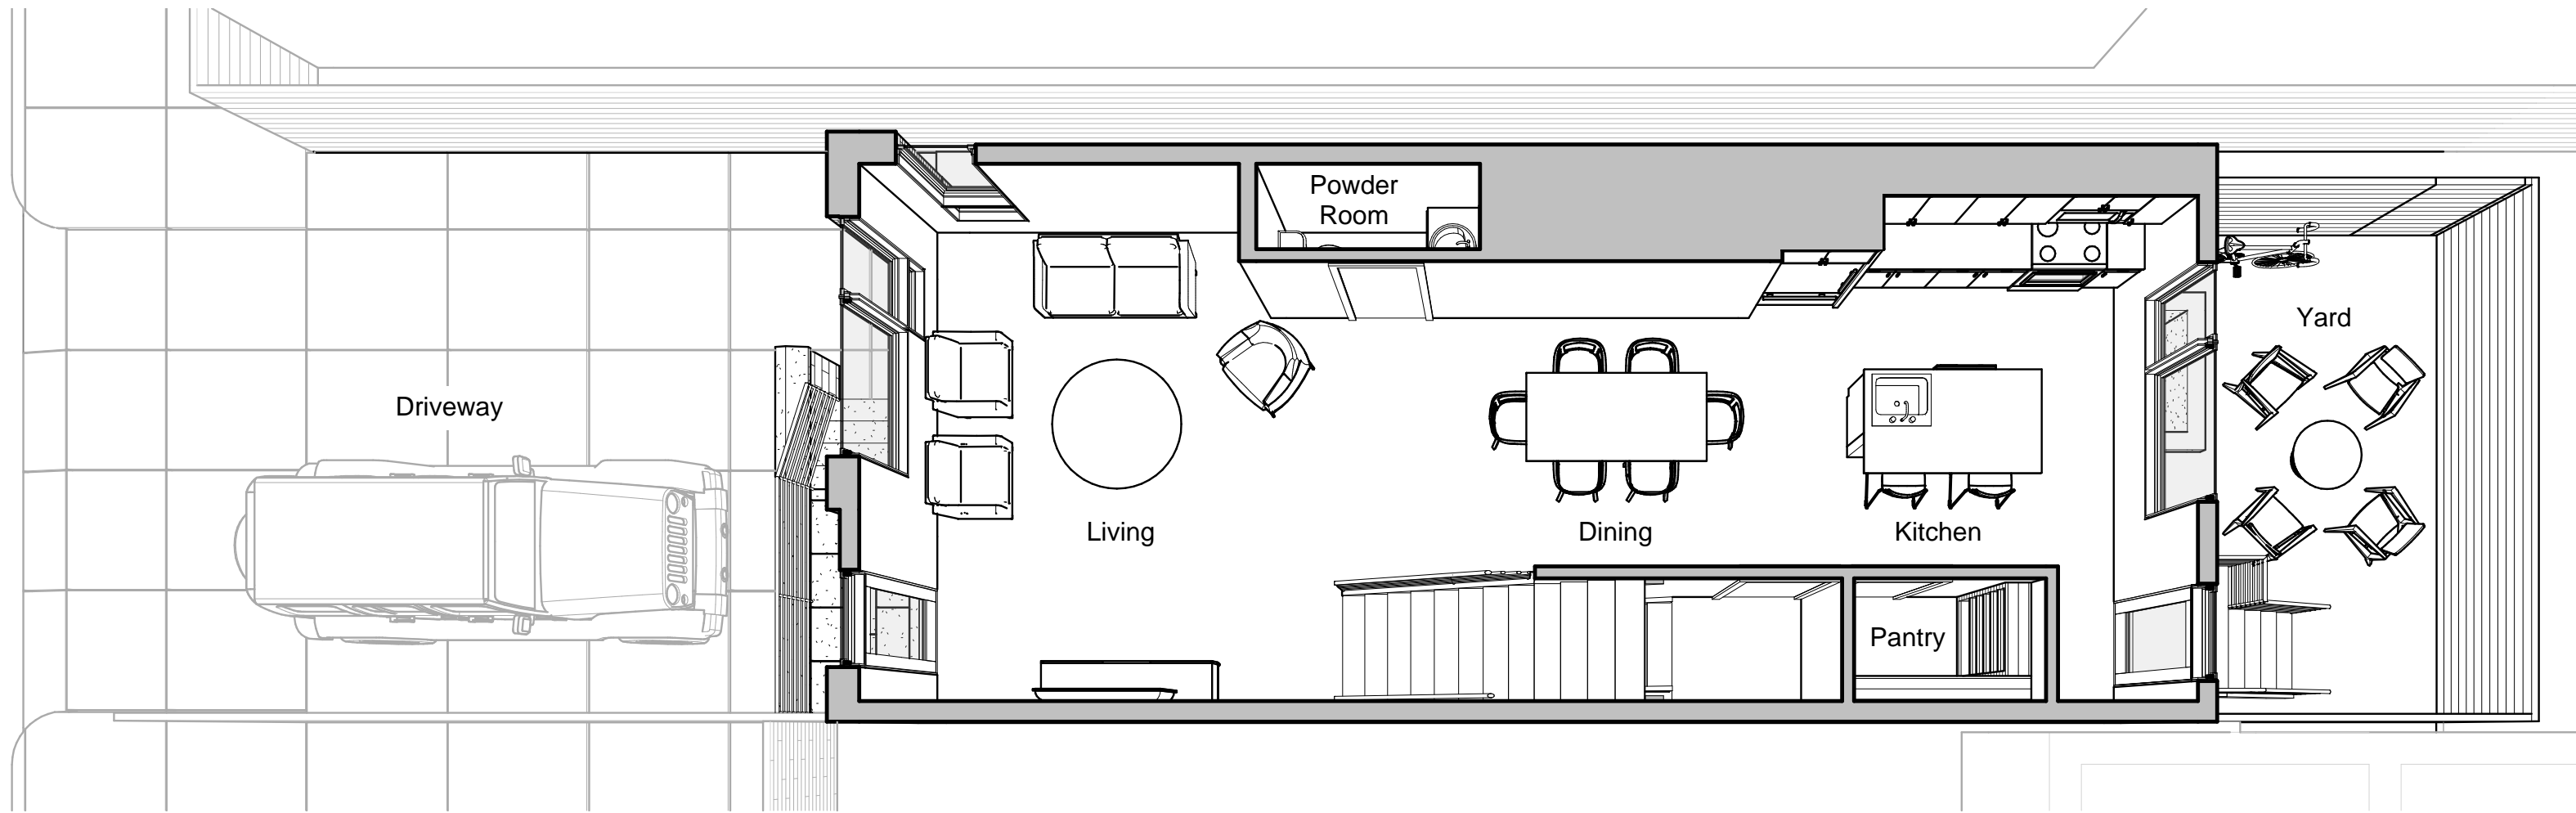 Powder
Room
Yard
Driveway
Living
Dining
Kitchen
Pantry